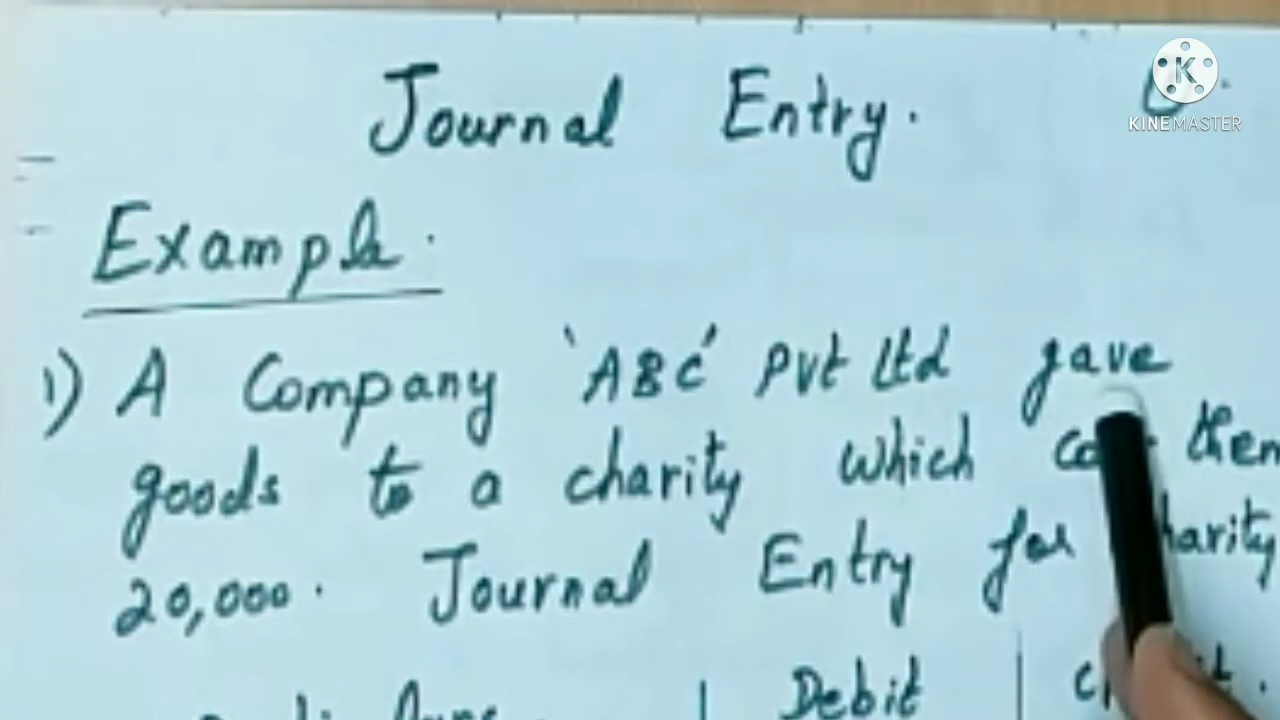 Journal Entry.
K
KINEMASTER
Example.
1) A Company 'ABC' Pvt Ltd gave
goods to a charity which
20,000. Journal Entry for
Debit